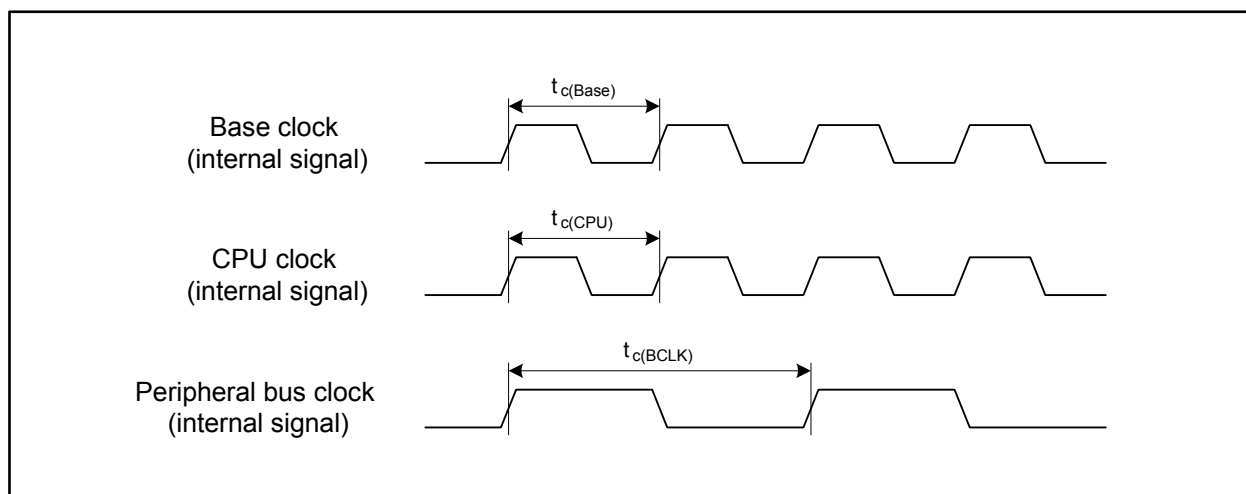 t c(Base)
Base clock
(internal signal)
t c(CPU)
CPU clock
(internal signal)
t c(BCLK)
Peripheral bus clock
(internal signal)